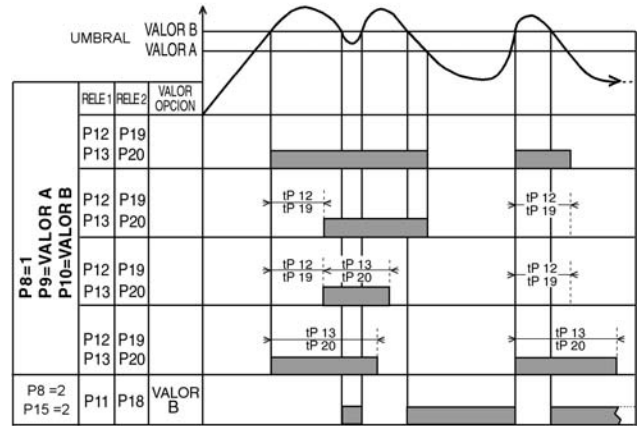 UMBRAL
VALOR B
VALOR A
RELE 1 RELE 2 VALOR OPCION
P8=1
P9=VALOR A
P10=VALOR B
P12 P19
P13 P20
P12 P19
P13 P20
tP 12
tP 19
tP 12
tP 19
P12 P19
P13 P20
tP 12
tP 19
tP 13
tP 20
tP 12
tP 19
P12 P19
P13 P20
tP 13
tP 20
tP 13
tP 20
P8 =2
P15 =2
P11 P18 VALOR B